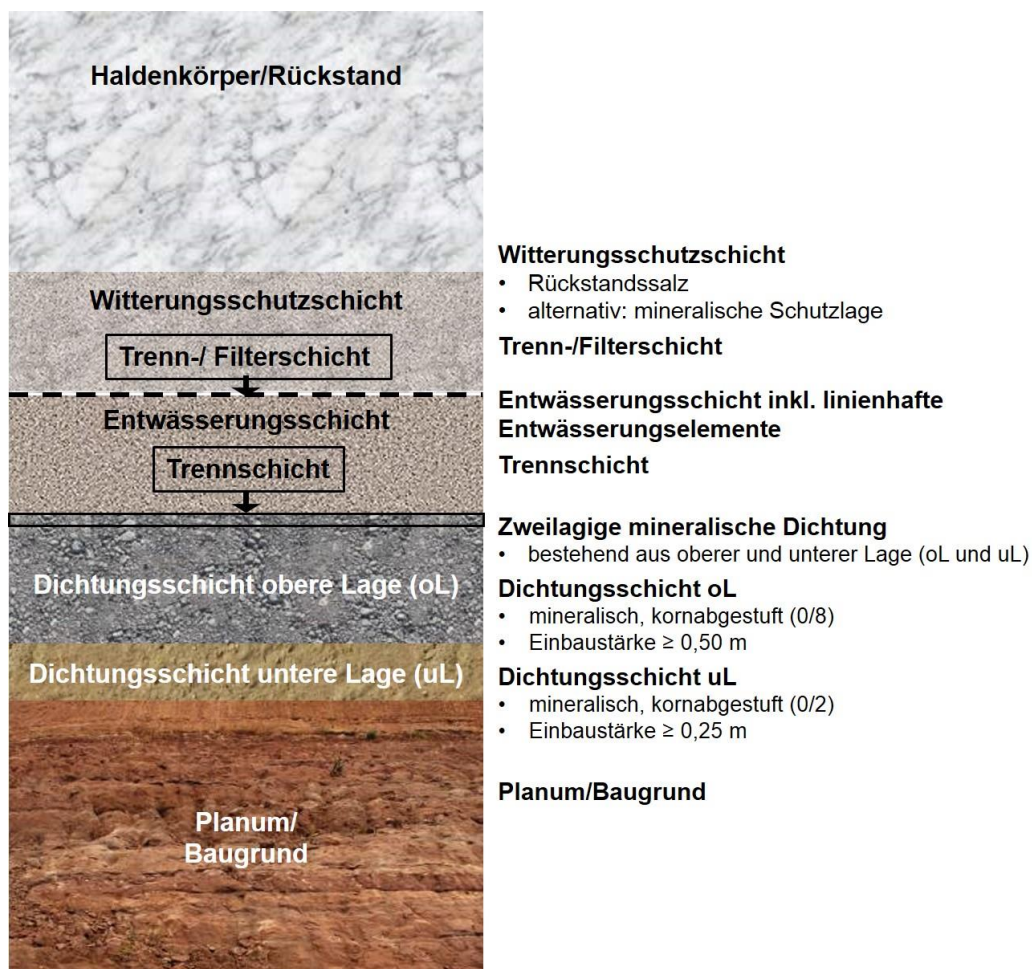 Haldenkörper/Rückstand
Witterungsschutzschicht
Trenn-/ Filterschicht
Entwässerungsschicht
Trennschicht
Dichtungsschicht obere Lage (oL)
Dichtungsschicht untere Lage (uL)
Planum/
Baugrund
Witterungsschutzschicht
• Rückstandssalz
• alternativ: mineralische Schutzlage
Trenn-/Filterschicht
Entwässerungsschicht inkl. linienhafte
Entwässerungselemente
Trennschicht
Zweilagige mineralische Dichtung
• bestehend aus oberer und unterer Lage (oL und uL)
Dichtungsschicht oL
• mineralisch, kornabgestuft (0/8)
• Einbaustärke ≥ 0,50 m
Dichtungsschicht uL
• mineralisch, kornabgestuft (0/2)
• Einbaustärke ≥ 0,25 m
Planum/Baugrund